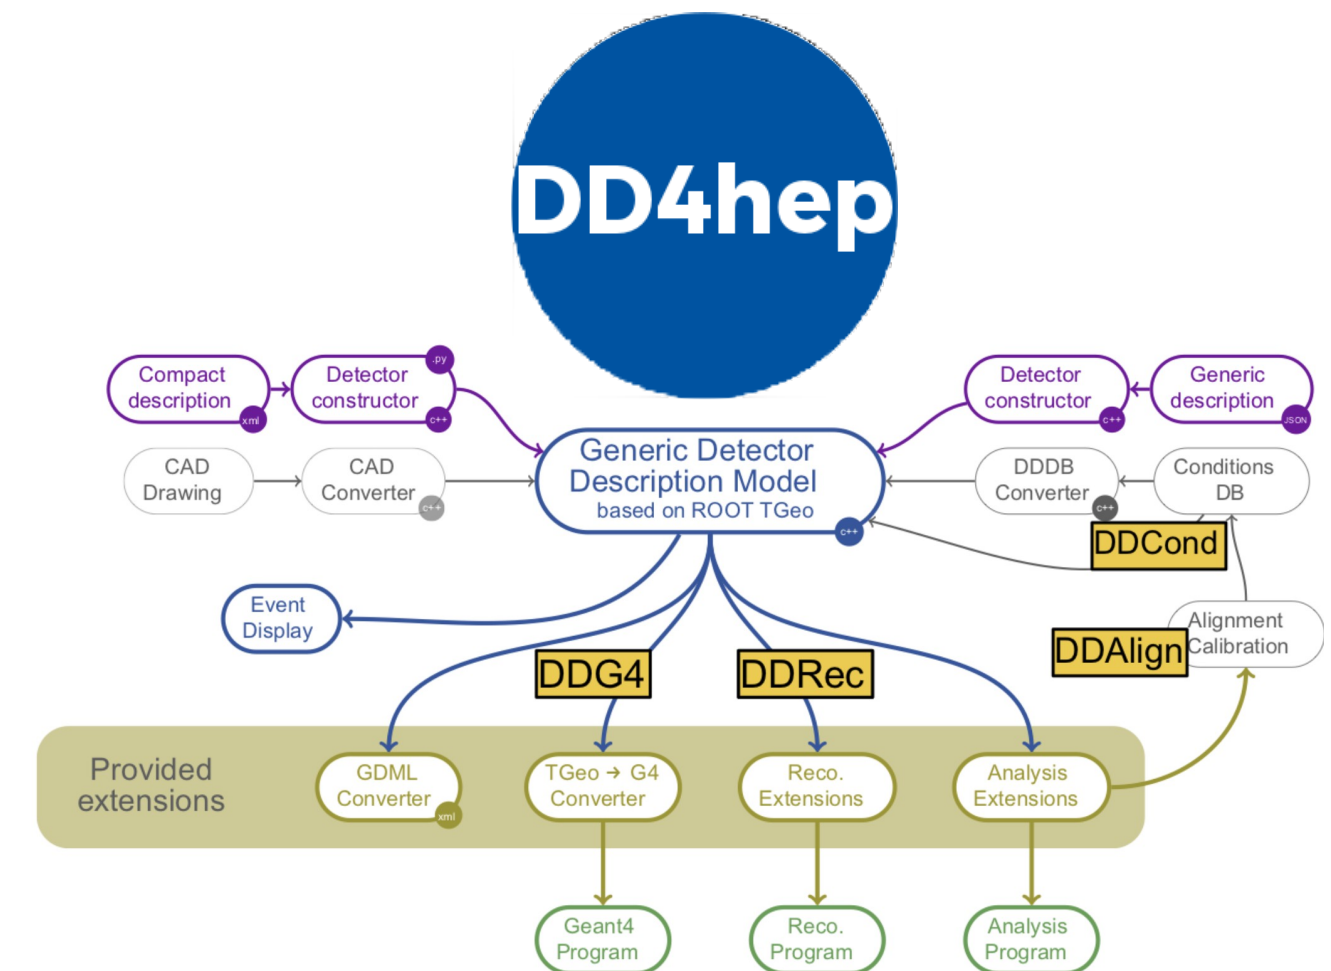 DD4hep
Compact
description
xml
Detector
constructor
.py
c++
Detector
constructor
c++
Generic
description
JSON
CAD
Drawing
CAD
Converter
c++
Generic Detector
Description Model
based on ROOT TGeo
c++
DDDB
Converter
c++
Conditions
DB
DDCond
Event
Display
Alignment
Calibration
DDAlign
DDG4
DDRec
Provided
extensions
GDML
Converter
xml
TGeo → G4
Converter
Reco.
Extensions
Analysis
Extensions
Geant4
Program
Reco.
Program
Analysis
Program